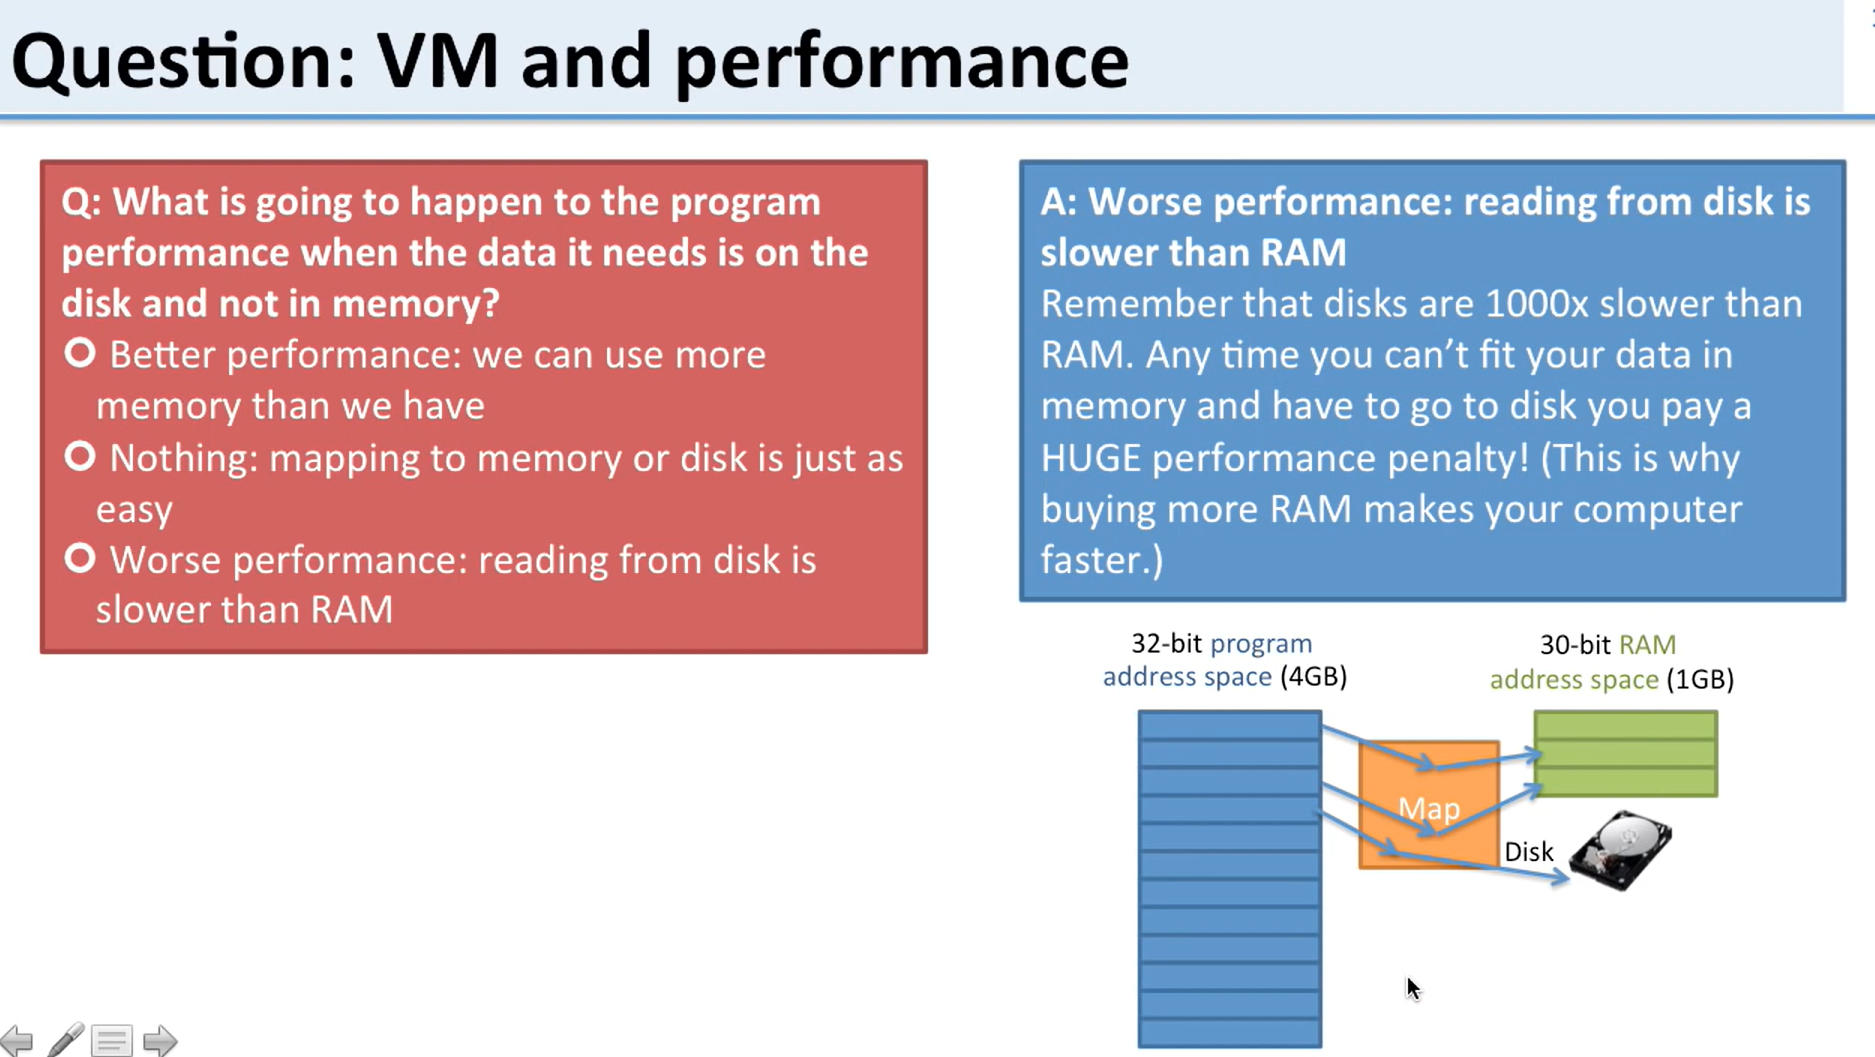 Question: VM and performance
Q: What is going to happen to the program
performance when the data it needs is on the
disk and not in memory?
Better performance: we can use more
memory than we have
Nothing: mapping to memory or disk is just as
easy
Worse performance: reading from disk is
slower than RAM
A: Worse performance: reading from disk is
slower than RAM
Remember that disks are 1000x slower than
RAM. Any time you can’t fit your data in
memory and have to go to disk you pay a
HUGE performance penalty! (This is why
buying more RAM makes your computer
faster.)
32-bit program
address space (4GB)
30-bit RAM
address space (1GB)
Map
Disk